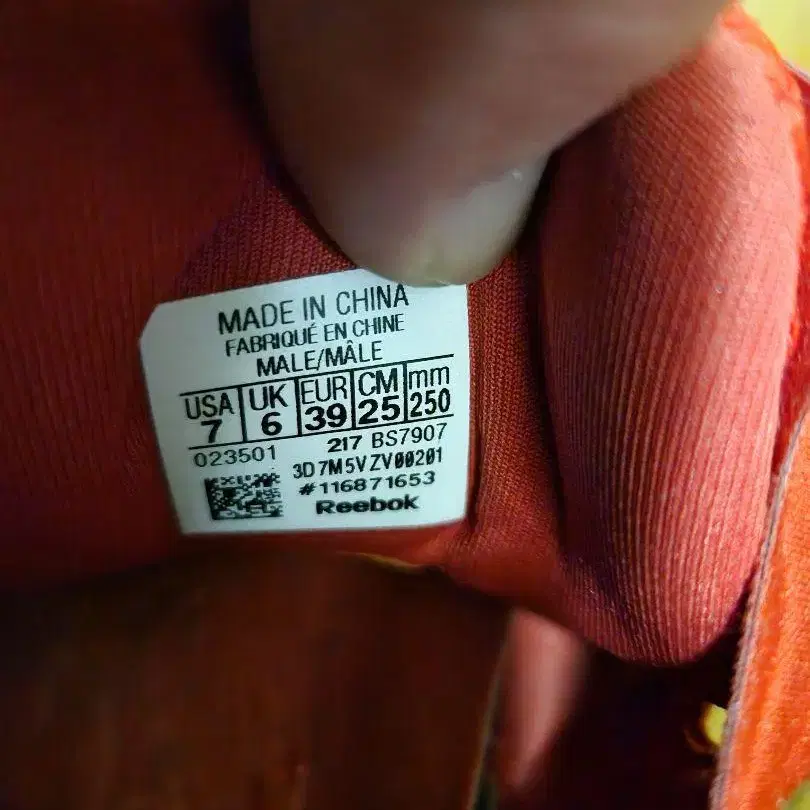 MADE IN CHINA
FABRIQUÉ EN CHINE
MALE/MÂLE
USA UK EUR CM mm
7 6 39 25 250
217 BS7907
023501
3D7M5VZV00201
#116871653
Reebok